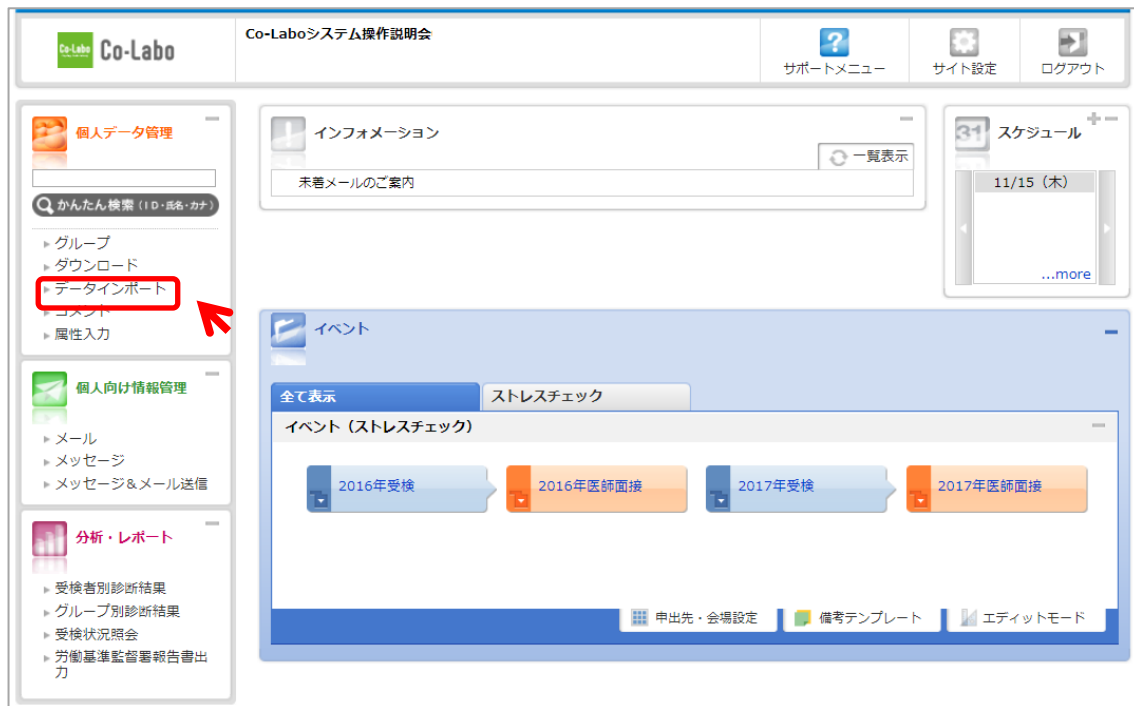 Co-Labo
Co-Labo
Co-Laboシステム操作説明会
サポートメニュー
サイト設定
ログアウト
個人データ管理
かんたん検索 (ID・氏名・カナ)
グループ
ダウンロード
データインポート
コメント
属性入力
個人向け情報管理
メール
メッセージ
メッセージ&メール送信
分析・レポート
受検者別診断結果
グループ別診断結果
受検状況照会
労働基準監督署報告書出
力
インフォメーション
一覧表示
未着メールのご案内
31
スケジュール
11/15（木）
...more
イベント
全て表示
ストレスチェック
イベント（ストレスチェック）
2016年受検
2016年医師面接
2017年受検
2017年医師面接
申出先・会場設定
備考テンプレート
エディットモード